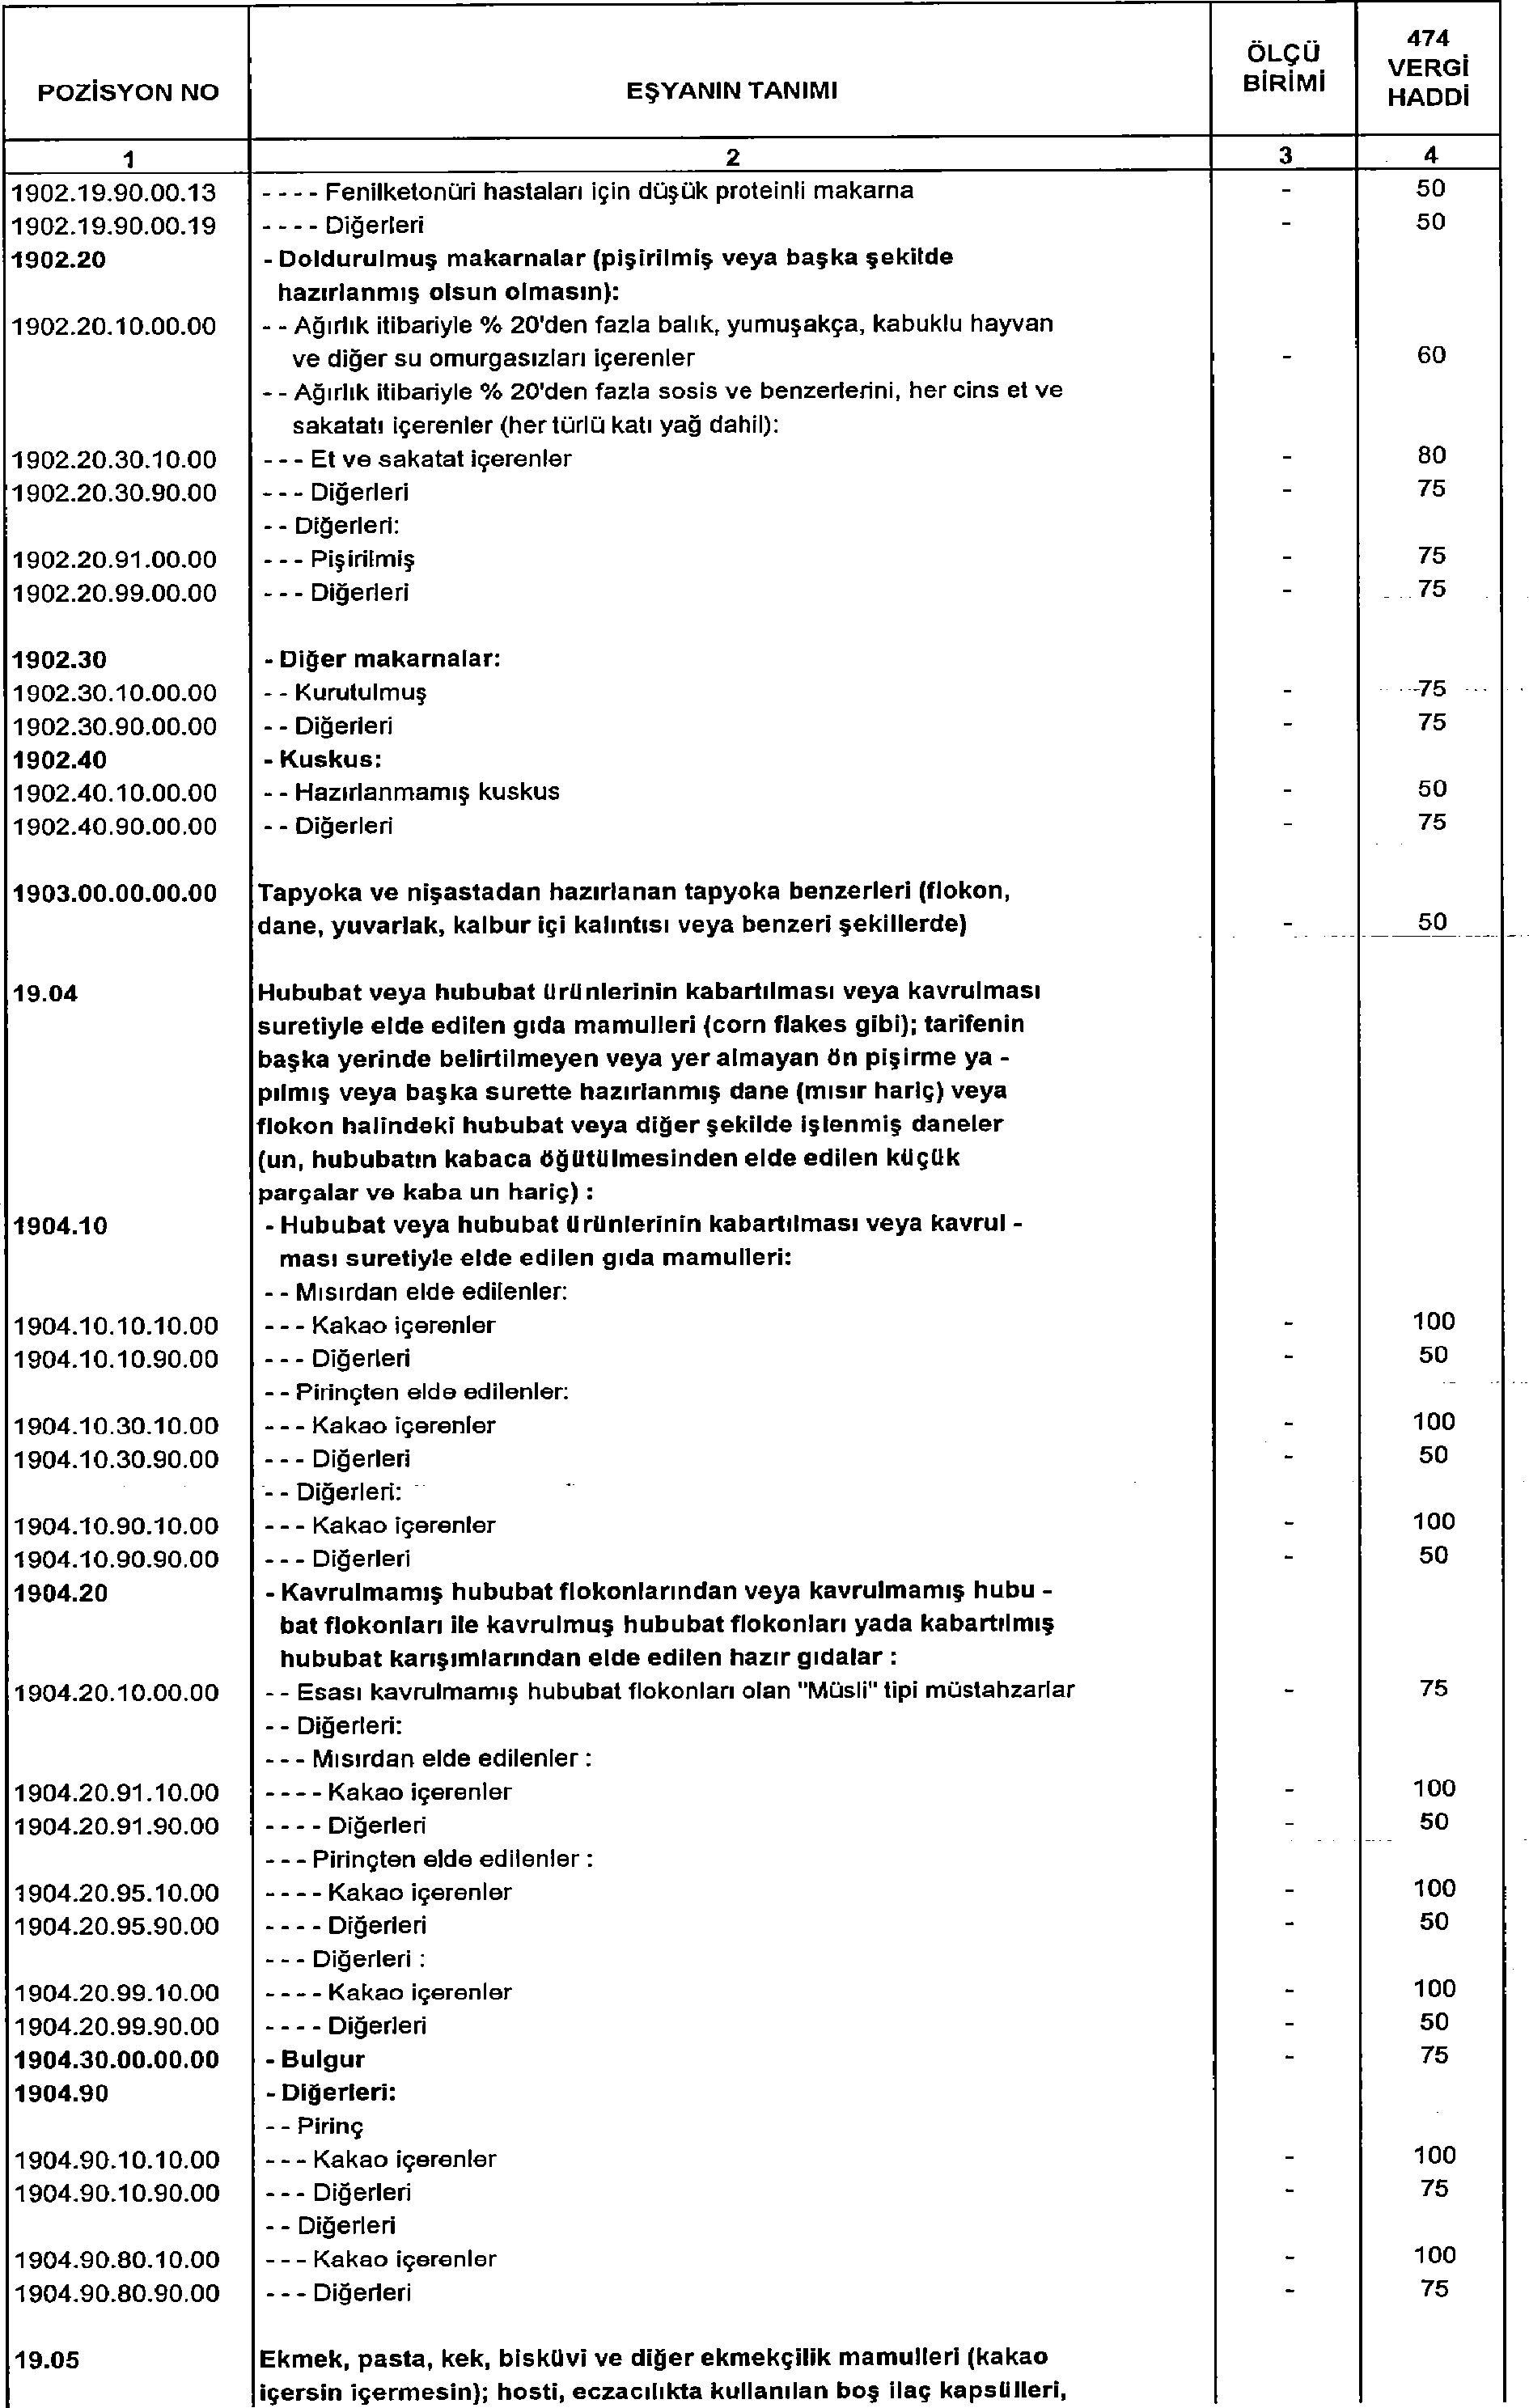 POZİSYON NO EŞYANIN TANIMI ÖLÇÜ BİRİMİ 474 VERGİ HADDİ
1 2 3 4
1902.19.90.00.13 - - - - Fenilketonüri hastaları için düşük proteinli makarna - 50
1902.19.90.00.19 - - - - Diğerleri - 50
1902.20 - Doldurulmuş makarnalar (pişirilmiş veya başka şekilde
hazırlanmış olsun olmasın):
1902.20.10.00.00 - - Ağırlık itibariyle % 20'den fazla balık, yumuşakça, kabuklu hayvan
ve diğer su omurgasızları içerenler - 60
- - Ağırlık itibariyle % 20'den fazla sosis ve benzerlerini, her cins et ve
sakatatı içerenler (her türlü katı yağ dahil):
1902.20.30.10.00 - - - Et ve sakatat içerenler - 80
1902.20.30.90.00 - - - Diğerleri - 75
- - Diğerleri:
1902.20.91.00.00 - - - Pişirilmiş - 75
1902.20.99.00.00 - - - Diğerleri - 75
1902.30 - Diğer makarnalar:
1902.30.10.00.00 - - Kurutulmuş - 75
1902.30.90.00.00 - - Diğerleri - 75
1902.40 - Kuskus:
1902.40.10.00.00 - - Hazırlanmamış kuskus - 50
1902.40.90.00.00 - - Diğerleri - 75
1903.00.00.00.00 Tapyoka ve nişastadan hazırlanan tapyoka benzerleri (flokon,
dane, yuvarlak, kalbur içi kalıntısı veya benzeri şekillerde) - 50
19.04 Hububat veya hububat ürünlerinin kabartılması veya kavrulması
suretiyle elde edilen gıda mamulleri (corn flakes gibi); tarifenin
başka yerinde belirtilmeyen veya yer almayan ön pişirme ya -
pılmış veya başka surette hazırlanmış dane (mısır hariç) veya
flokon halindeki hububat veya diğer şekilde işlenmiş daneler
(un, hububatın kabaca öğütülmesinden elde edilen küçük
parçalar ve kaba un hariç) :
1904.10 - Hububat veya hububat ürünlerinin kabartılması veya kavrul -
ması suretiyle elde edilen gıda mamulleri:
- - Mısırdan elde edilenler:
1904.10.10.10.00 - - - Kakao içerenler - 100
1904.10.10.90.00 - - - Diğerleri - 50
- - Pirinçten elde edilenler:
1904.10.30.10.00 - - - Kakao içerenler - 100
1904.10.30.90.00 - - - Diğerleri - 50
- - Diğerleri:
1904.10.90.10.00 - - - Kakao içerenler - 100
1904.10.90.90.00 - - - Diğerleri - 50
1904.20 - Kavrulmamış hububat flokonlarından veya kavrulmamış hubu -
bat flokonları ile kavrulmuş hububat flokonları yada kabartılmış
hububat karışımlarından elde edilen hazır gıdalar :
1904.20.10.00.00 - - Esası kavrulmamış hububat flokonları olan "Müsli" tipi müstahzarlar - 75
- - Diğerleri:
- - - Mısırdan elde edilenler :
1904.20.91.10.00 - - - - Kakao içerenler - 100
1904.20.91.90.00 - - - - Diğerleri - 50
- - - Pirinçten elde edilenler :
1904.20.95.10.00 - - - - Kakao içerenler - 100
1904.20.95.90.00 - - - - Diğerleri - 50
- - - Diğerleri :
1904.20.99.10.00 - - - - Kakao içerenler - 100
1904.20.99.90.00 - - - - Diğerleri - 50
1904.30.00.00.00 - Bulgur - 75
1904.90 - Diğerleri:
- - Pirinç
1904.90.10.10.00 - - - Kakao içerenler - 100
1904.90.10.90.00 - - - Diğerleri - 75
- - Diğerleri
1904.90.80.10.00 - - - Kakao içerenler - 100
1904.90.80.90.00 - - - Diğerleri - 75
19.05 Ekmek, pasta, kek, bisküvi ve diğer ekmekçilik mamulleri (kakao
içersin içermesin); hosti, eczacılıkta kullanılan boş ilaç kapsülleri,